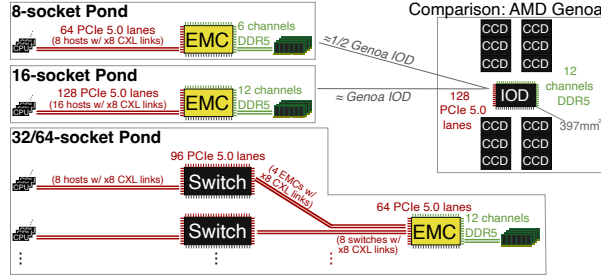 8-socket Pond
64 PCIe 5.0 lanes
(8 hosts w/ x8 CXL links)
CPU
EMC
6 channels
DDR5
≈1/2 Genoa IOD
16-socket Pond
128 PCIe 5.0 lanes
(16 hosts w/ x8 CXL links)
CPU
EMC
12 channels
DDR5
≈ Genoa IOD
Comparison: AMD Genoa
CCD CCD
CCD CCD
CCD CCD
128
PCIe 5.0
lanes
IOD
12
channels
DDR5
397mm²
CCD CCD
CCD CCD
CCD CCD
32/64-socket Pond
96 PCIe 5.0 lanes
(8 hosts w/ x8 CXL links)
CPU
Switch
(4 EMCs w/
x8 CXL links)
64 PCIe 5.0 lanes
CPU
Switch
EMC
12 channels
DDR5
(8 switches w/
x8 CXL links)